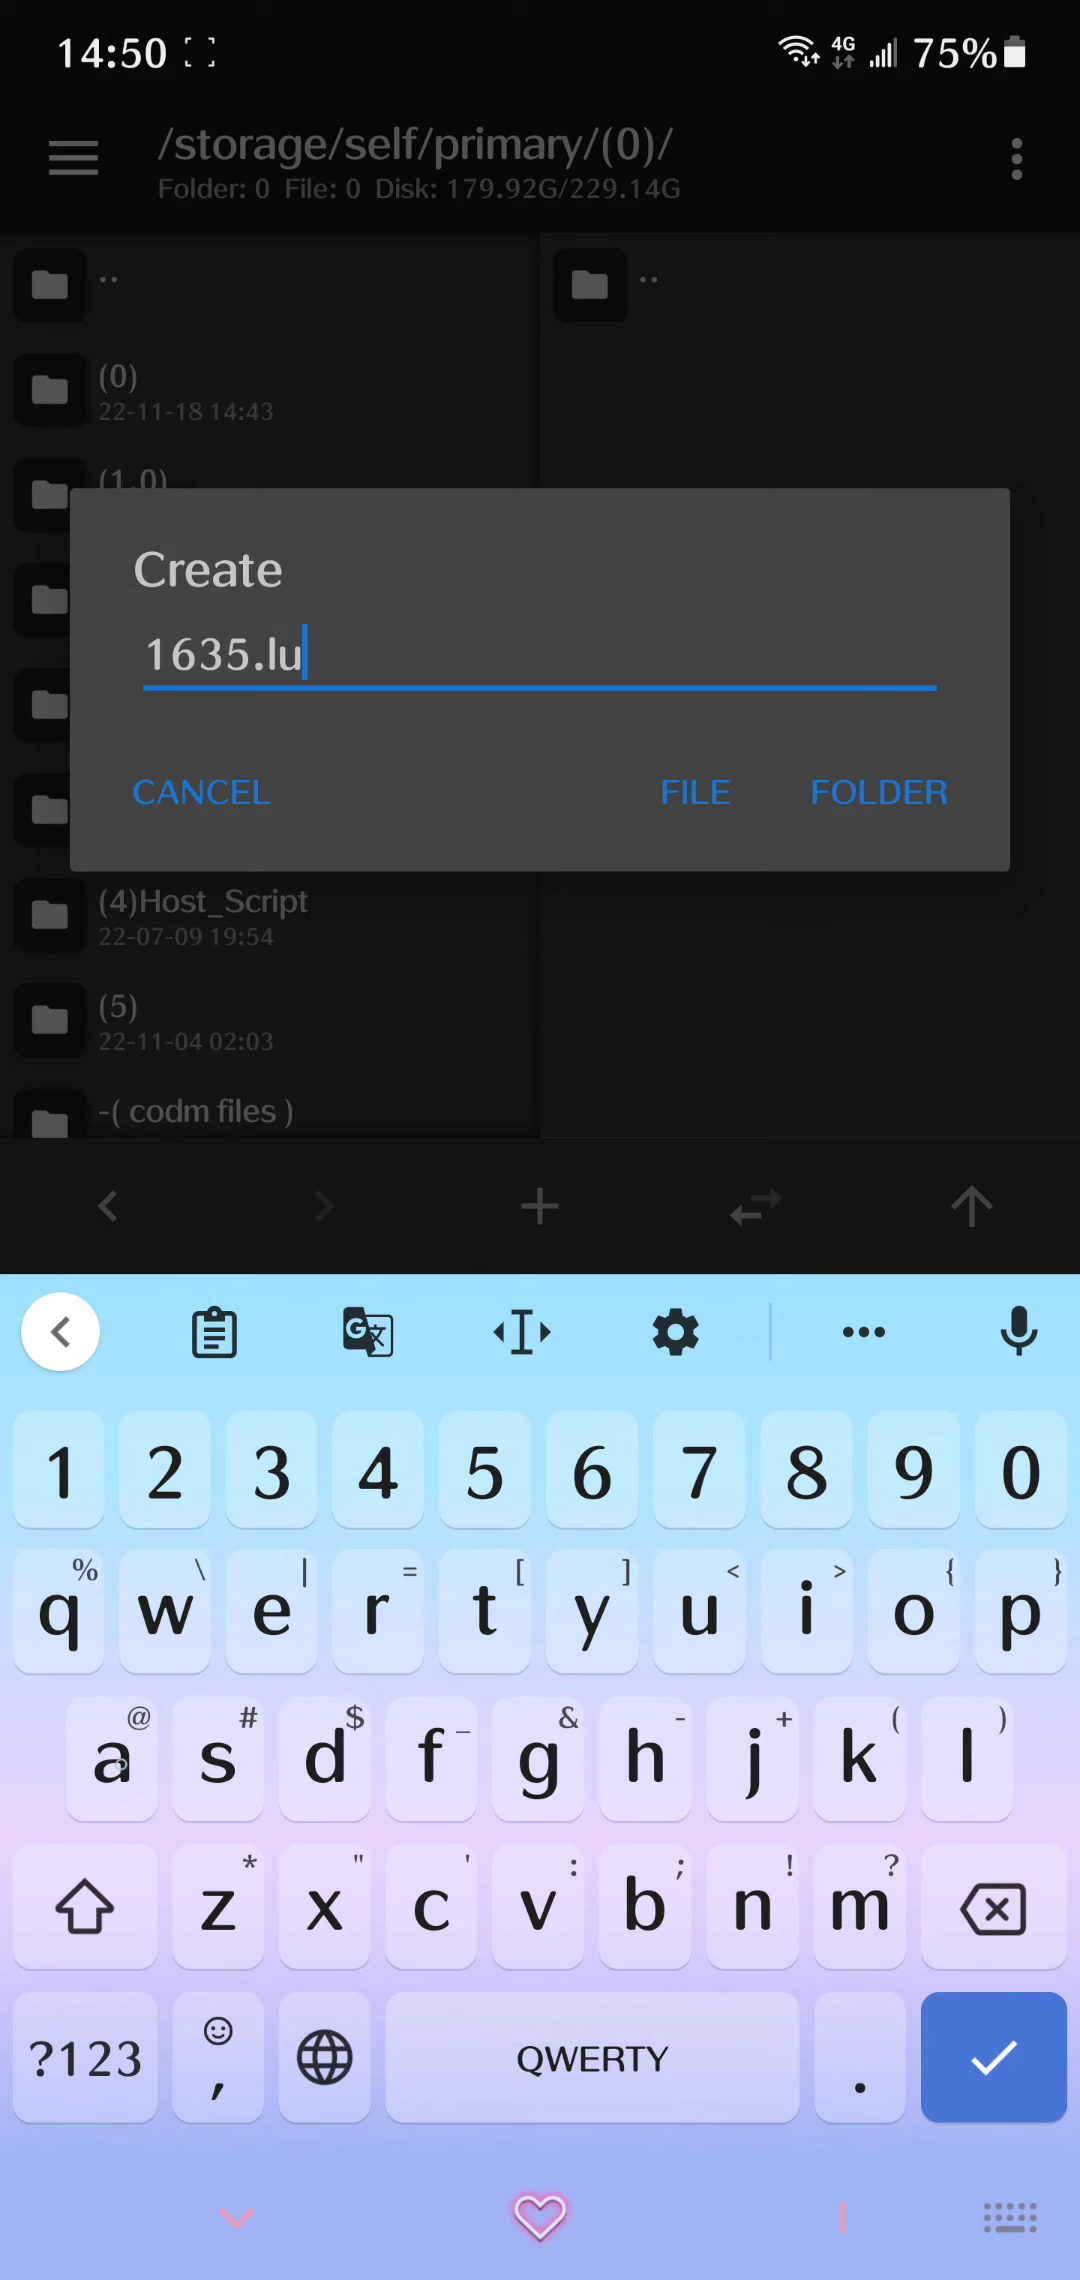 14:50
4G
75%
/storage/self/primary/(0)/
Folder: 0 File: 0 Disk: 179.92G/229.14G
..
..
(0)
22-11-18 14:43
(1.0)
Create
1635.lu
CANCEL
FILE
FOLDER
(4)Host_Script
22-07-09 19:54
(5)
22-11-04 02:03
-( codm files )
G
1 2 3 4 5 6 7 8 9 0
% \ | = [ ] < > { }
q w e r t y u i o p
@ # $ _ & - + ( )
a s d f g h j k l
* " ' : ; ! ?
z x c v b n m
?123 , QWERTY .